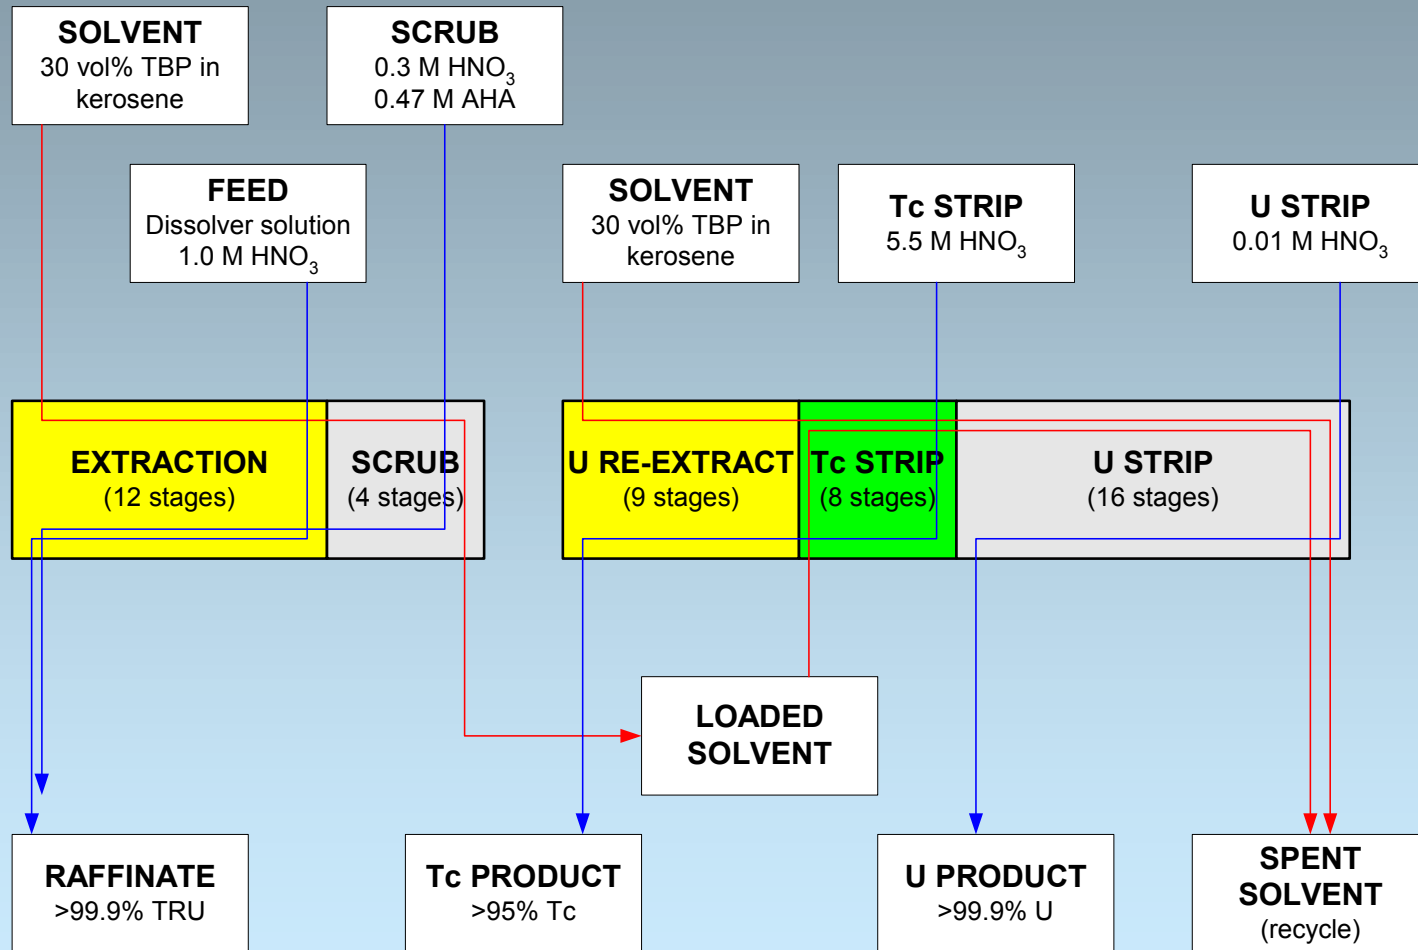 SOLVENT
30 vol% TBP in
kerosene
SCRUB
0.3 M HNO₃
0.47 M AHA
FEED
Dissolver solution
1.0 M HNO₃
SOLVENT
30 vol% TBP in
kerosene
Tc STRIP
5.5 M HNO₃
U STRIP
0.01 M HNO₃
EXTRACTION
(12 stages)
SCRUB
(4 stages)
U RE-EXTRACT
(9 stages)
Tc STRIP
(8 stages)
U STRIP
(16 stages)
LOADED
SOLVENT
RAFFINATE
>99.9% TRU
Tc PRODUCT
>95% Tc
U PRODUCT
>99.9% U
SPENT
SOLVENT
(recycle)